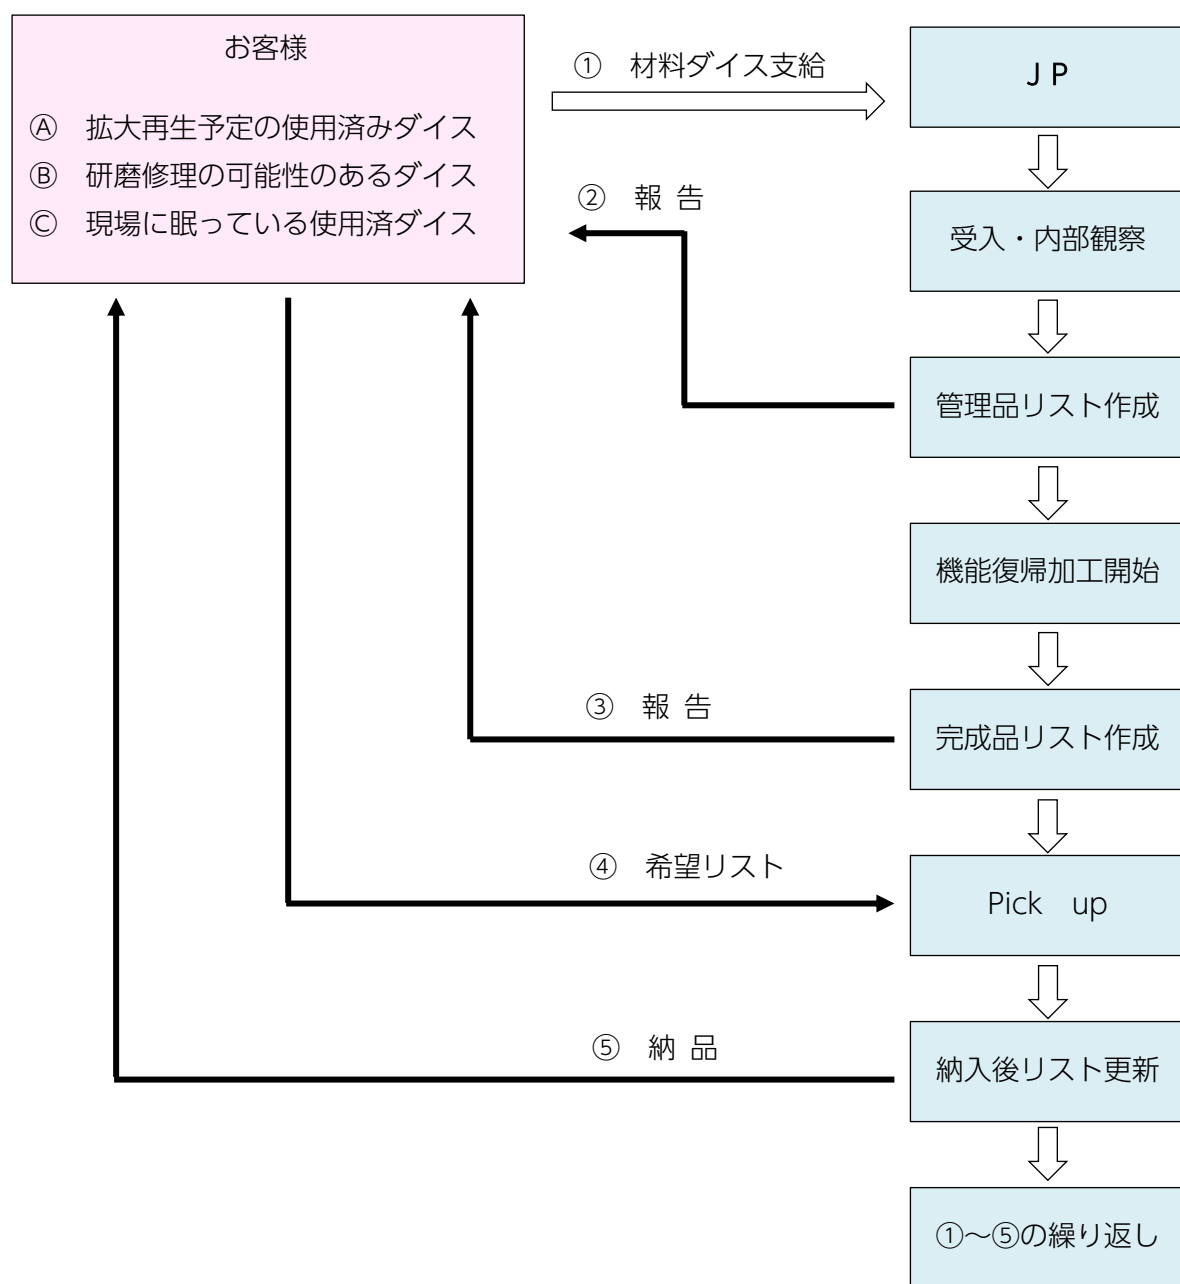 お客様
Ⓐ 拡大再生予定の使用済みダイス
Ⓑ 研磨修理の可能性のあるダイス
Ⓒ 現場に眠っている使用済ダイス
① 材料ダイス支給
ＪＰ
② 報 告
受入・内部観察
管理品リスト作成
機能復帰加工開始
③ 報 告
完成品リスト作成
④ 希望リスト
Pick up
⑤ 納 品
納入後リスト更新
①～⑤の繰り返し